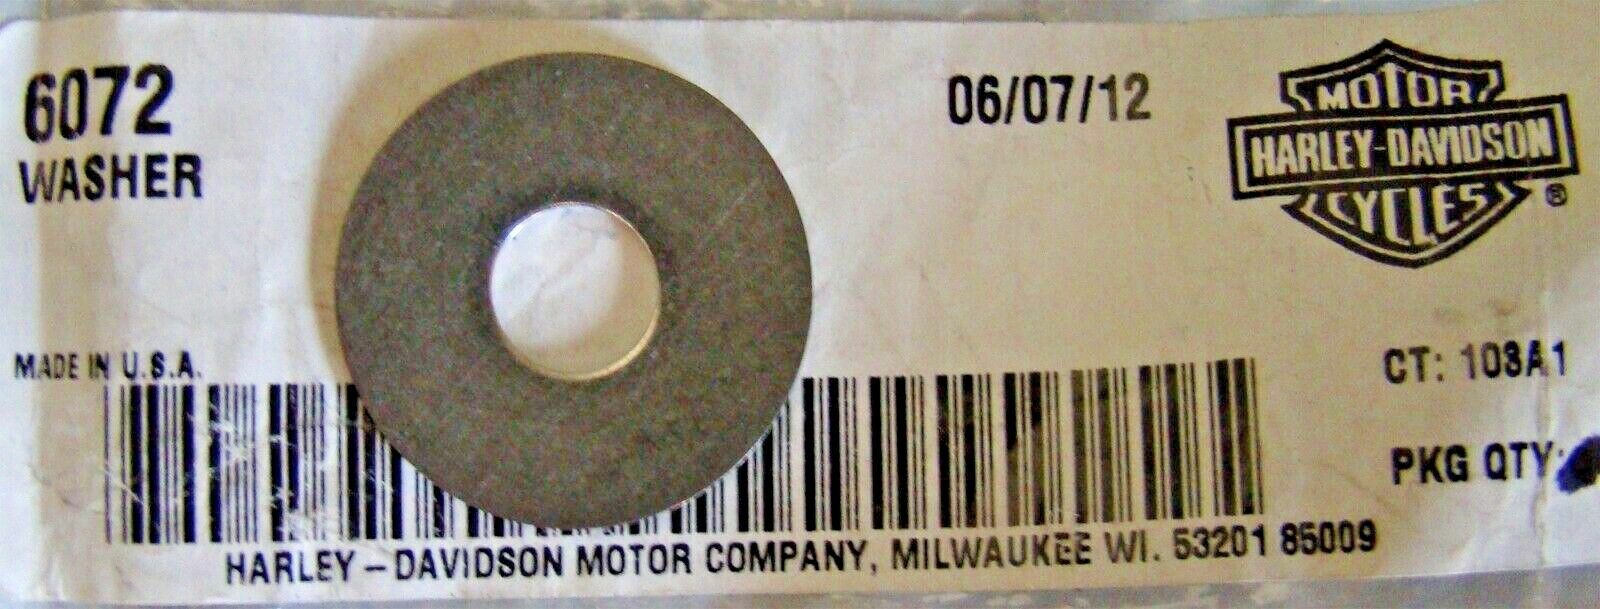 6072
WASHER
06/07/12
MOTOR
HARLEY-DAVIDSON
CYCLES
®
MADE IN U.S.A.
CT: 108A1
PKG QTY:
HARLEY – DAVIDSON MOTOR COMPANY, MILWAUKEE WI. 53201 85009